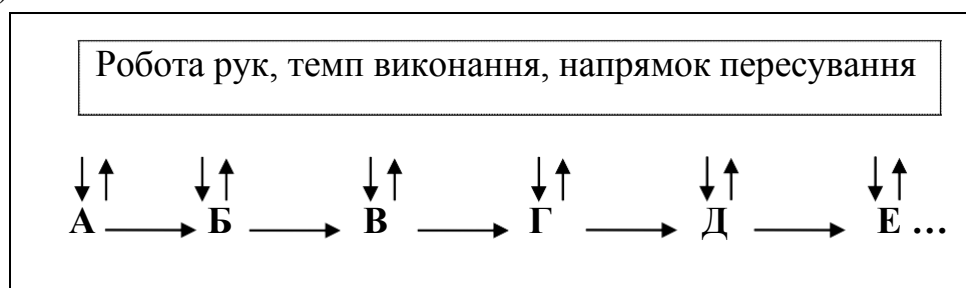 Робота рук, темп виконання, напрямок пересування
А Б В Г Д Е ...